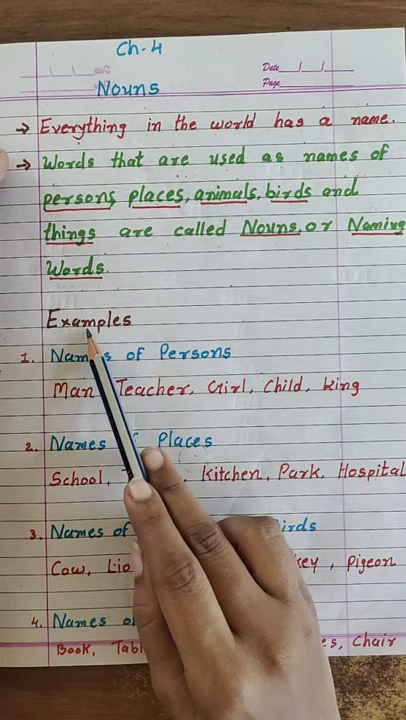 Ch-4
Date
Nouns
Page
→ Everything in the world has a name.
→ Words that are used as names of
persons places, animals, birds and
things are called Nouns or Naming
Words.
Examples
1. Names of Persons
Man Teacher, Girl, Child, King
2. Names Places
School, Kitchen, Park, Hospital
3. Names of irds
Cow, Lio key, Pigeon
4. Names o
Book, Tab es, Chair